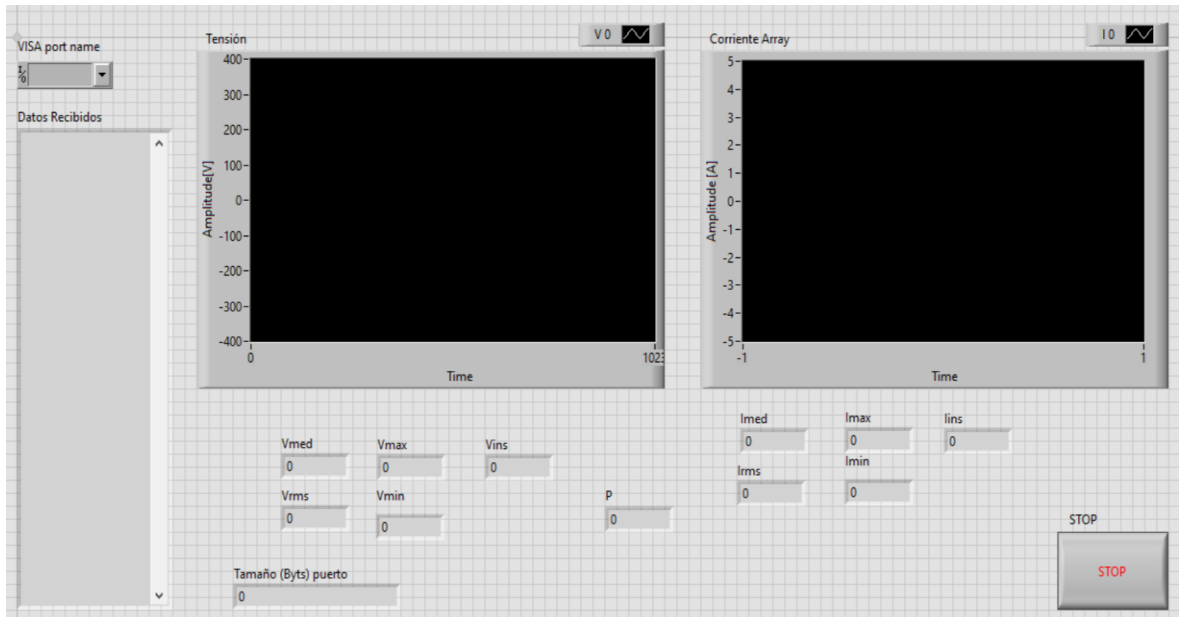 VISA port name
I/O
Datos Recibidos
Tensión
V 0
Amplitude[V]
400
300
200
100
0
-100
-200
-300
-400
0
1023
Time
Corriente Array
I 0
Amplitude [A]
5
4
3
2
1
0
-1
-2
-3
-4
-5
-1
1
Time
Vmed
Vmax
Vins
0
0
0
Vrms
Vmin
P
0
0
0
Imed
Imax
Iins
0
0
0
Irms
Imin
0
0
Tamaño (Byts) puerto
0
STOP
STOP